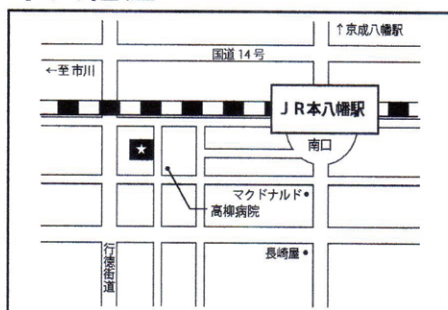 ↑京成八幡駅
国道14号
←至市川
JR本八幡駅
南口
マクドナルド
高柳病院
長崎屋
行徳街道